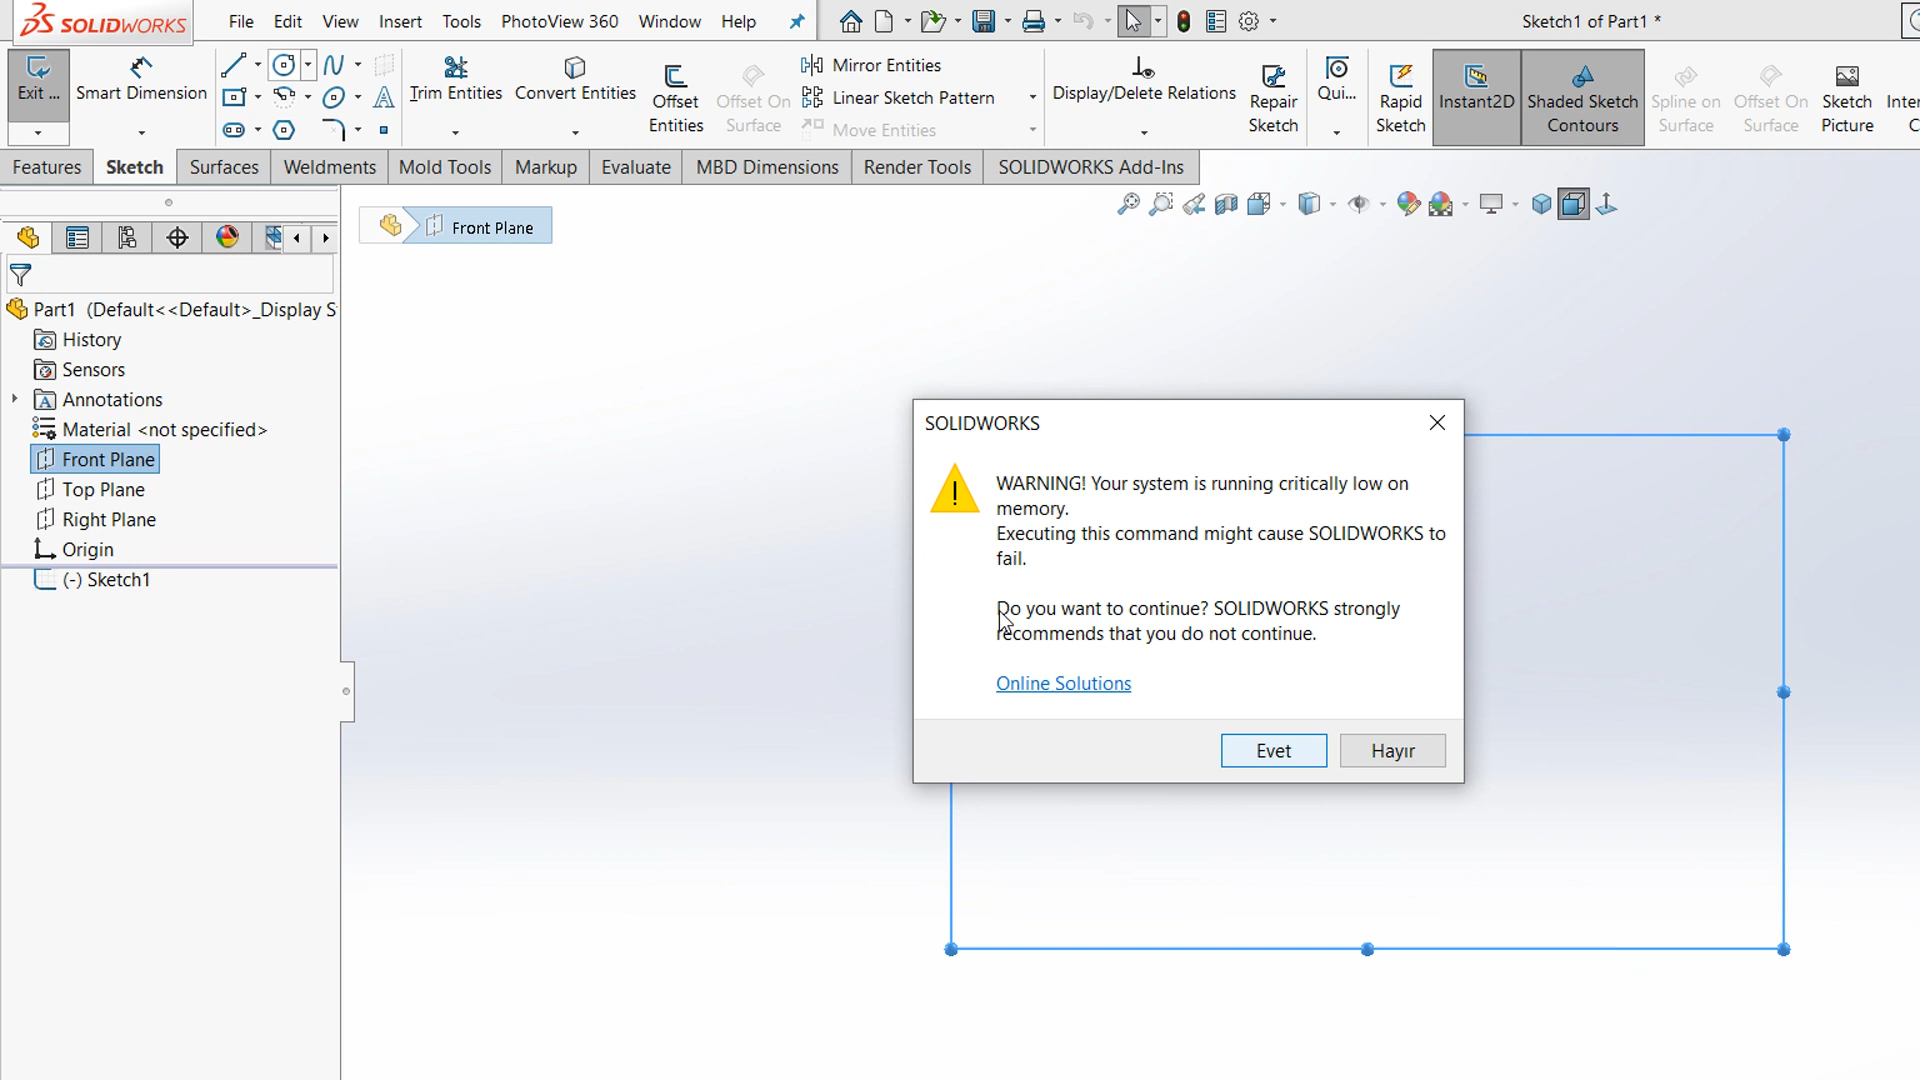 SOLIDWORKS
File Edit View Insert Tools PhotoView 360 Window Help
Sketch1 of Part1 *
Exit ...
Smart Dimension
Trim Entities
Convert Entities
Offset Entities
Offset On Surface
Mirror Entities
Linear Sketch Pattern
Move Entities
Display/Delete Relations
Repair Sketch
Qui...
Rapid Sketch
Instant2D
Shaded Sketch Contours
Spline on Surface
Offset On Surface
Sketch Picture
Features Sketch Surfaces Weldments Mold Tools Markup Evaluate MBD Dimensions Render Tools SOLIDWORKS Add-Ins
Front Plane
Part1 (Default<<Default>_Display S
History
Sensors
Annotations
Material <not specified>
Front Plane
Top Plane
Right Plane
Origin
(-) Sketch1
SOLIDWORKS
WARNING! Your system is running critically low on
memory.
Executing this command might cause SOLIDWORKS to
fail.
Do you want to continue? SOLIDWORKS strongly
recommends that you do not continue.
Online Solutions
Evet
Hayır